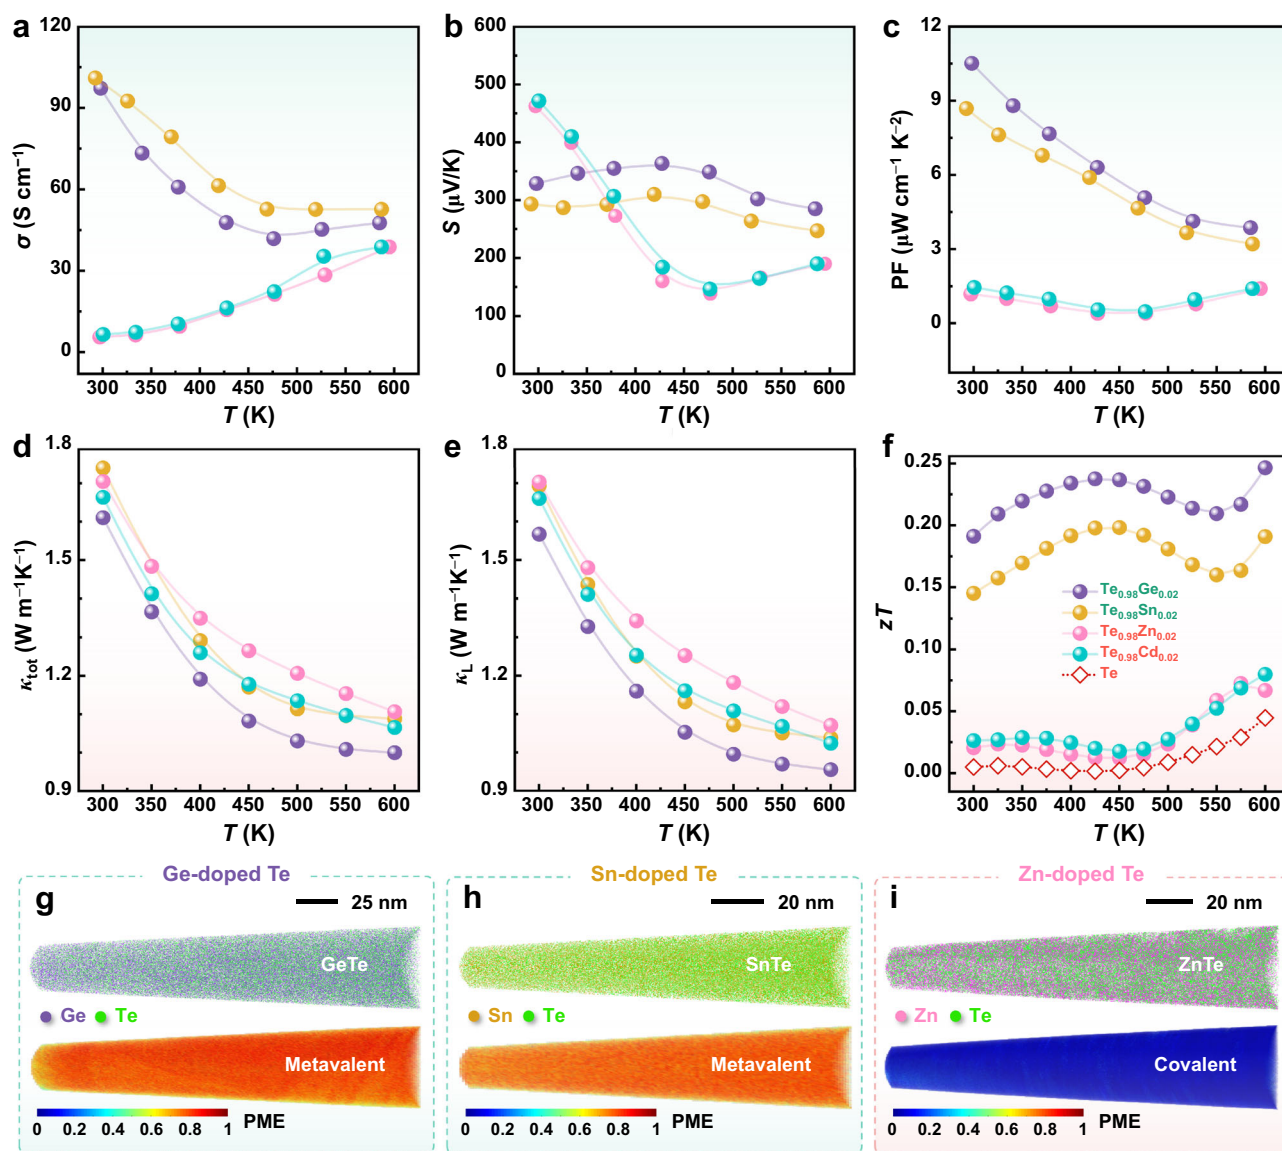 a
120
90
60
30
0
σ (S cm⁻¹)
300 350 400 450 500 550 600
T (K)
b
600
500
400
300
200
100
0
S (μV/K)
300 350 400 450 500 550 600
T (K)
c
12
9
6
3
0
PF (μW cm⁻¹ K⁻²)
300 350 400 450 500 550 600
T (K)
d
1.8
1.5
1.2
0.9
κtot (W m⁻¹K⁻¹)
300 350 400 450 500 550 600
T (K)
e
1.8
1.5
1.2
0.9
κL (W m⁻¹K⁻¹)
300 350 400 450 500 550 600
T (K)
f
0.25
0.20
0.15
0.10
0.05
0.00
zT
Te0.98Ge0.02
Te0.98Sn0.02
Te0.98Zn0.02
Te0.98Cd0.02
Te
300 350 400 450 500 550 600
T (K)
Ge-doped Te
g
25 nm
GeTe
Ge Te
Metavalent
PME
0 0.2 0.4 0.6 0.8 1
Sn-doped Te
h
20 nm
SnTe
Sn Te
Metavalent
PME
0 0.2 0.4 0.6 0.8 1
Zn-doped Te
i
20 nm
ZnTe
Zn Te
Covalent
PME
0 0.2 0.4 0.6 0.8 1